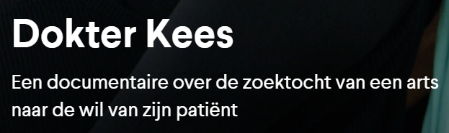 Dokter Kees
Een documentaire over de zoektocht van een arts
naar de wil van zijn patiënt